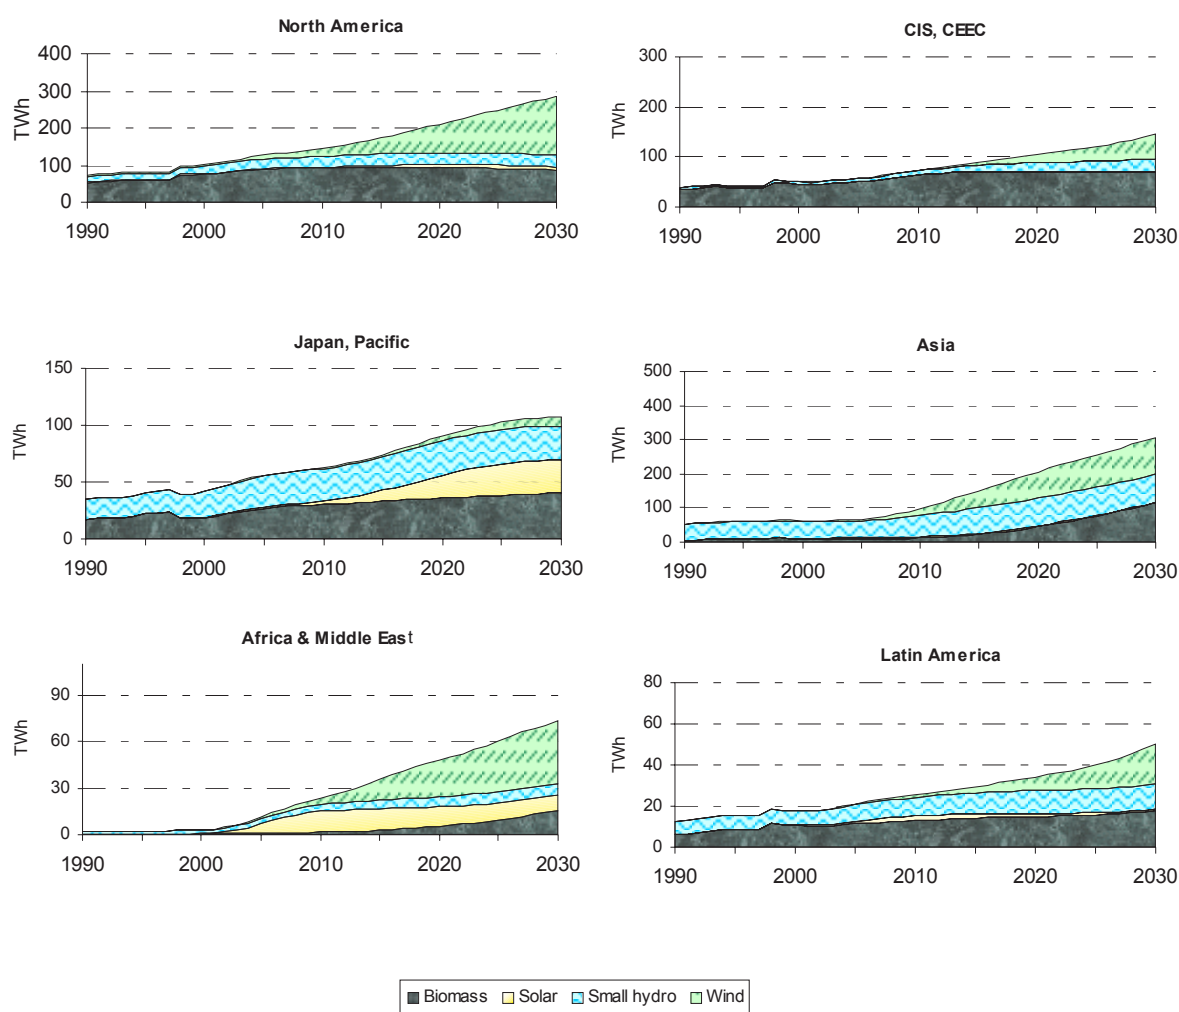 North America
TWh
400
300
200
100
0
1990 2000 2010 2020 2030
CIS, CEEC
TWh
300
200
100
0
1990 2000 2010 2020 2030
Japan, Pacific
TWh
150
100
50
0
1990 2000 2010 2020 2030
Asia
TWh
500
400
300
200
100
0
1990 2000 2010 2020 2030
Africa & Middle East
TWh
90
60
30
0
1990 2000 2010 2020 2030
Latin America
TWh
80
60
40
20
0
1990 2000 2010 2020 2030
Biomass Solar Small hydro Wind